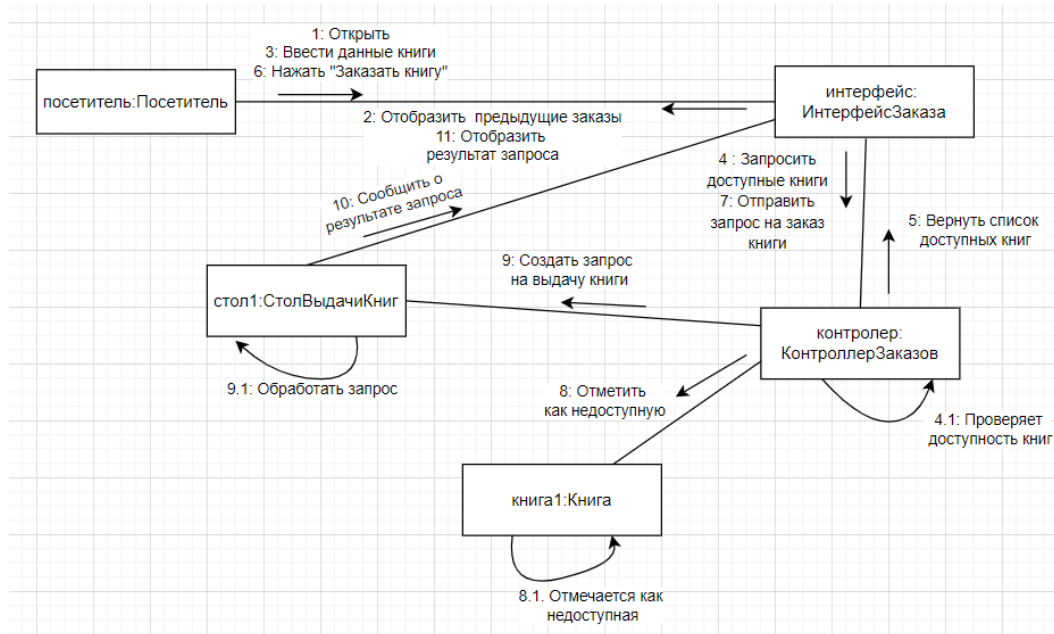 1: Открыть
3: Ввести данные книги
6: Нажать "Заказать книгу"
посетитель:Посетитель
интерфейс:
ИнтерфейсЗаказа
2: Отобразить предыдущие заказы
11: Отобразить
результат запроса
4 : Запросить
доступные книги
7: Отправить
запрос на заказ
книги
10: Сообщить о
результате запроса
5: Вернуть список
доступных книг
9: Создать запрос
на выдачу книги
стол1:СтолВыдачиКниг
контролер:
КонтроллерЗаказов
9.1: Обработать запрос
8: Отметить
как недоступную
4.1: Проверяет
доступность книг
книга1:Книга
8.1. Отмечается как
недоступная